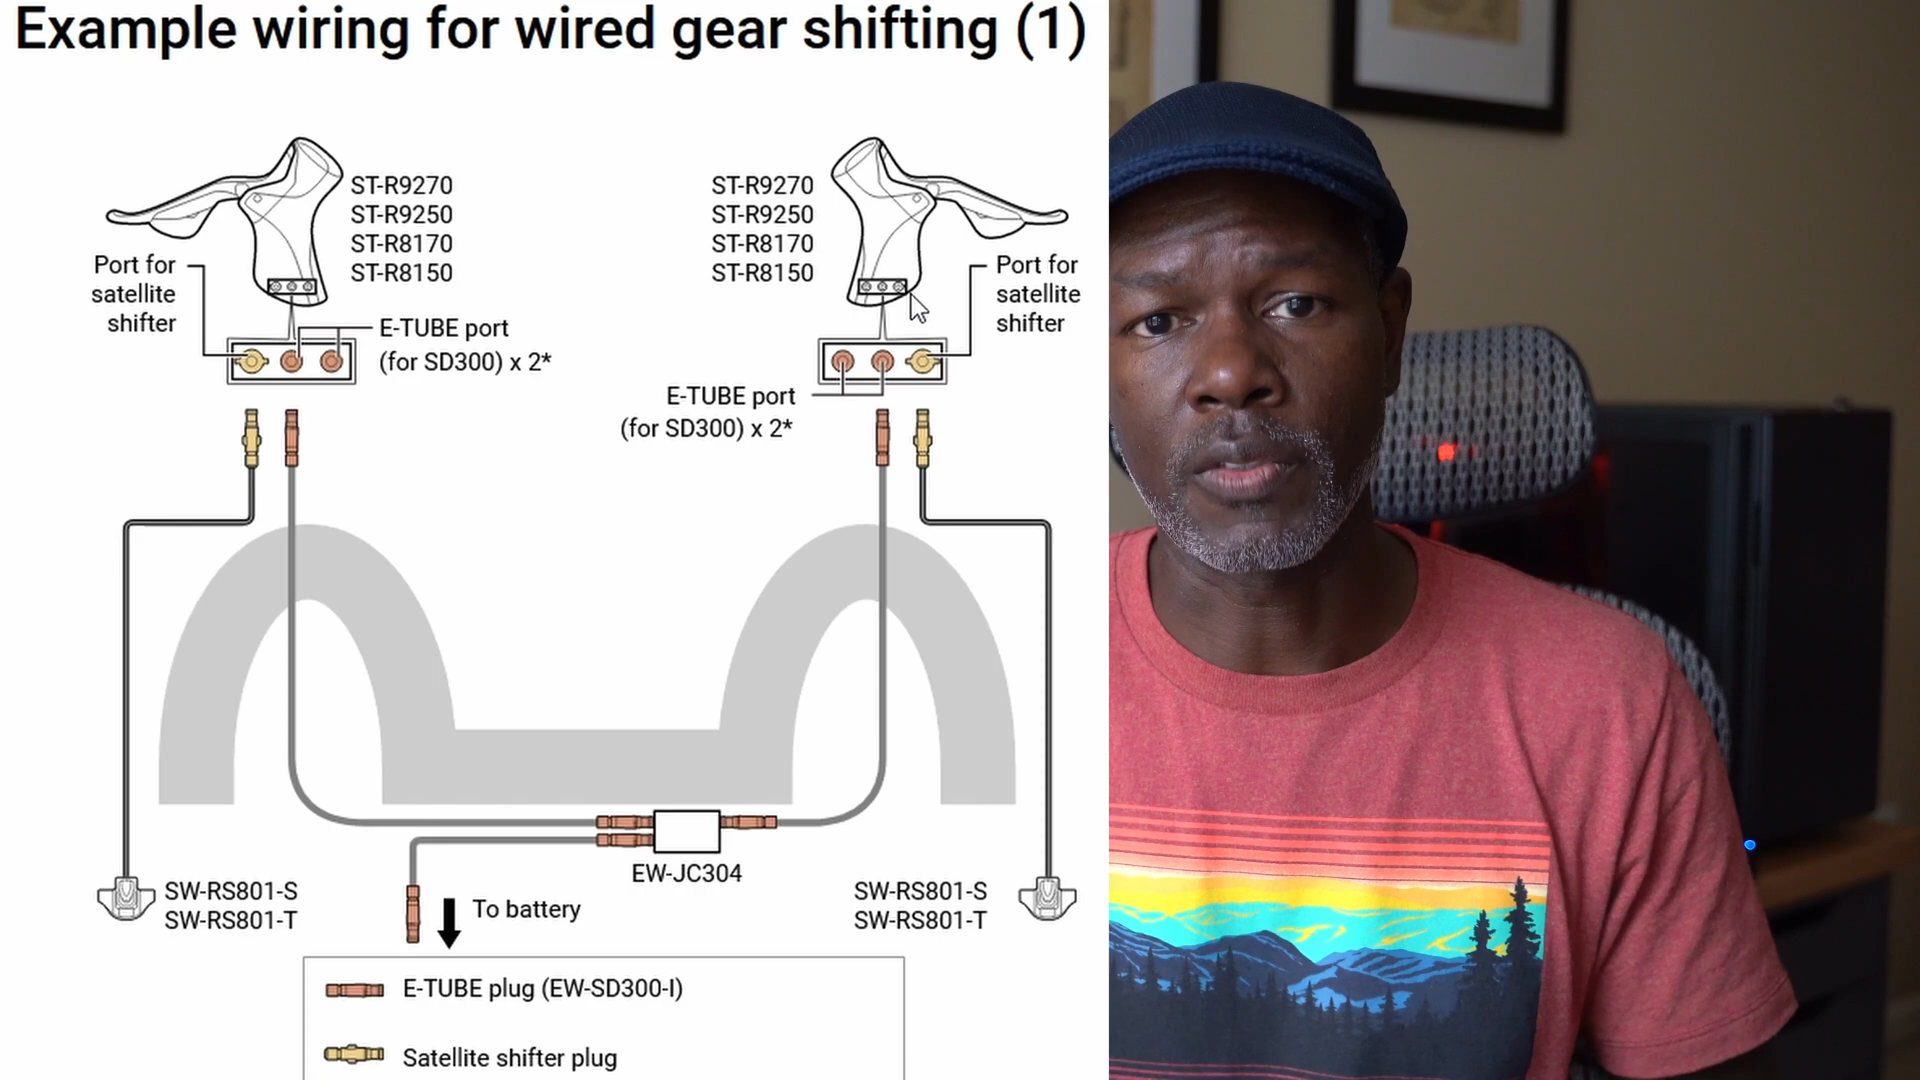 Example wiring for wired gear shifting (1)
ST-R9270
ST-R9250
ST-R8170
ST-R8150
Port for
satellite
shifter
E-TUBE port
(for SD300) x 2*
ST-R9270
ST-R9250
ST-R8170
ST-R8150
Port for
satellite
shifter
E-TUBE port
(for SD300) x 2*
EW-JC304
SW-RS801-S
SW-RS801-T
To battery
SW-RS801-S
SW-RS801-T
E-TUBE plug (EW-SD300-I)
Satellite shifter plug